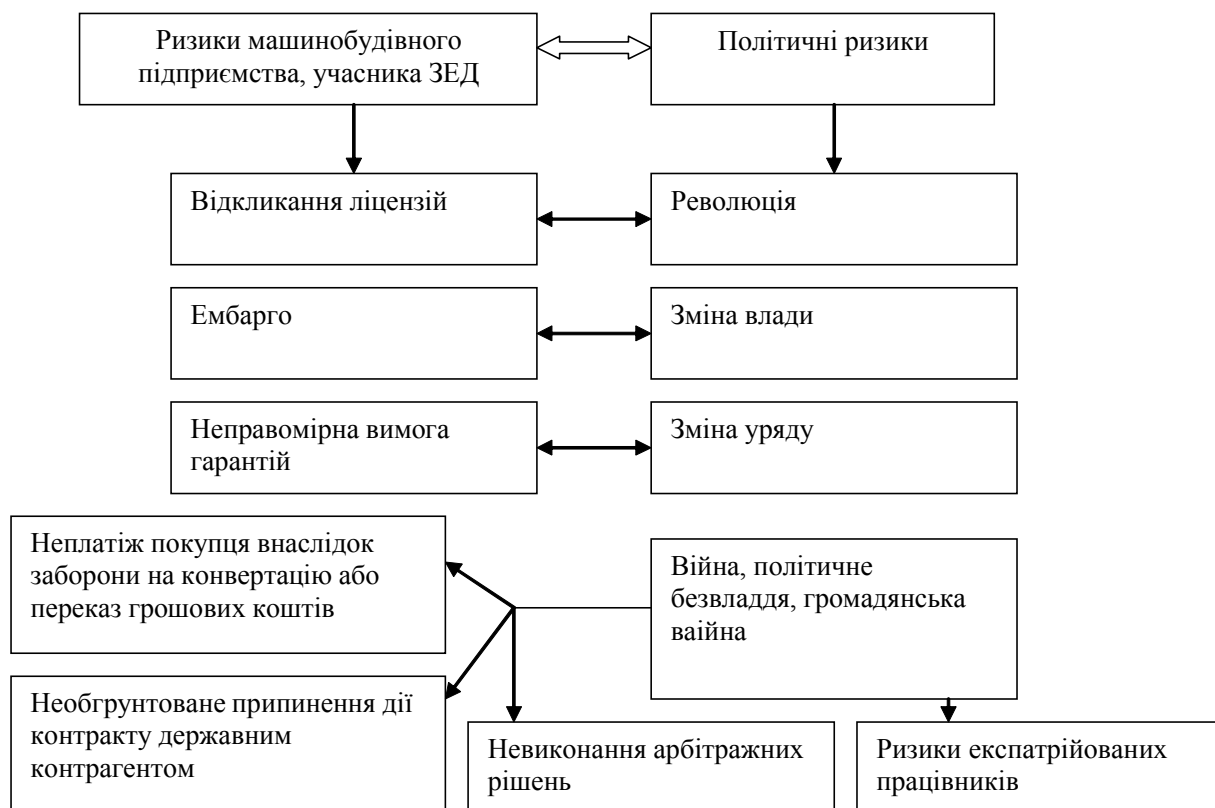 Ризики машинобудівного
підприємства, учасника ЗЕД
Політичні ризики
Відкликання ліцензій
Революція
Ембарго
Зміна влади
Неправомірна вимога
гарантій
Зміна уряду
Неплатіж покупця внаслідок
заборони на конвертацію або
переказ грошових коштів
Війна, політичне
безвладдя, громадянська
ваійна
Необгрунтоване припинення дії
контракту державним
контрагентом
Невиконання арбітражних
рішень
Ризики експатрійованих
працівників